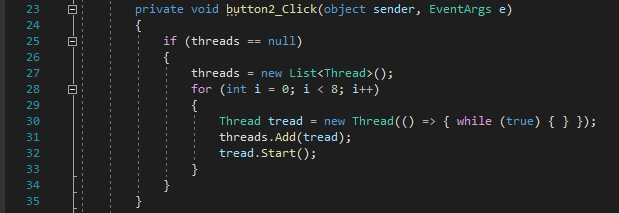 23 private void button2_Click(object sender, EventArgs e)
24 {
25 if (threads == null)
26 {
27 threads = new List<Thread>();
28 for (int i = 0; i < 8; i++)
29 {
30 Thread tread = new Thread(() => { while (true) { } });
31 threads.Add(tread);
32 tread.Start();
33 }
34 }
35 }